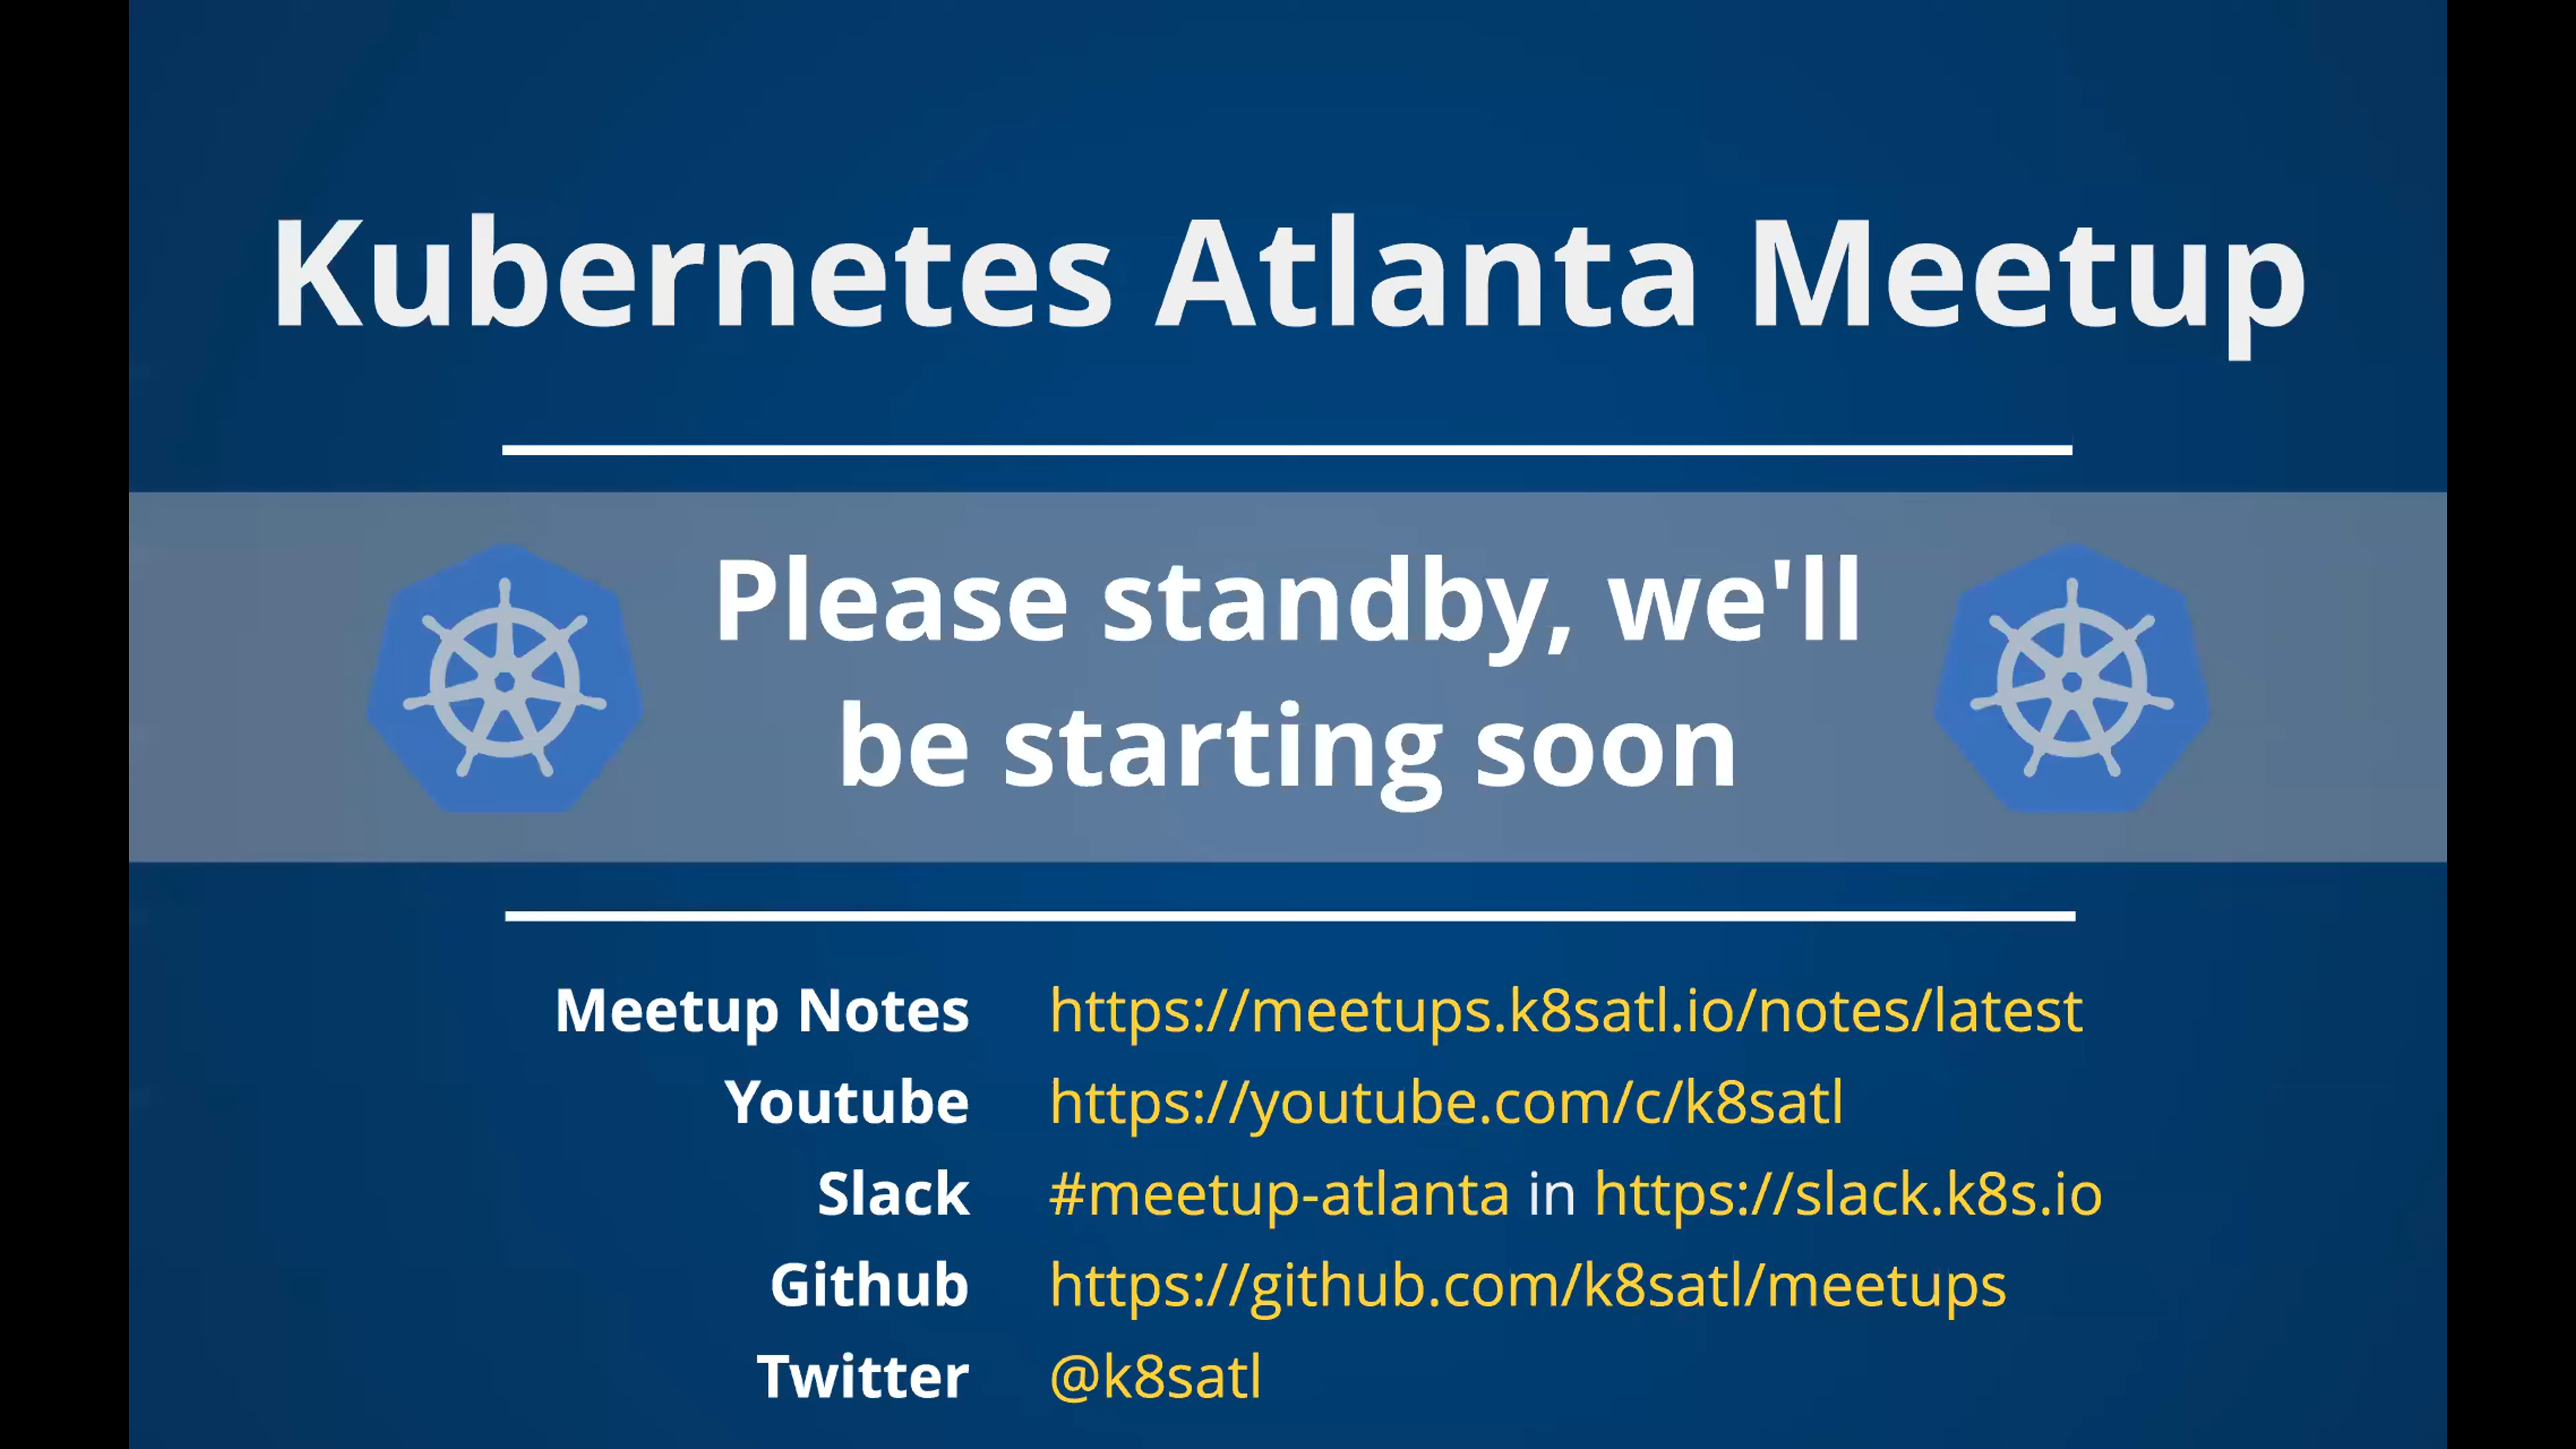 Kubernetes Atlanta Meetup
Please standby, we'll
be starting soon
Meetup Notes https://meetups.k8satl.io/notes/latest
Youtube https://youtube.com/c/k8satl
Slack #meetup-atlanta in https://slack.k8s.io
Github https://github.com/k8satl/meetups
Twitter @k8satl